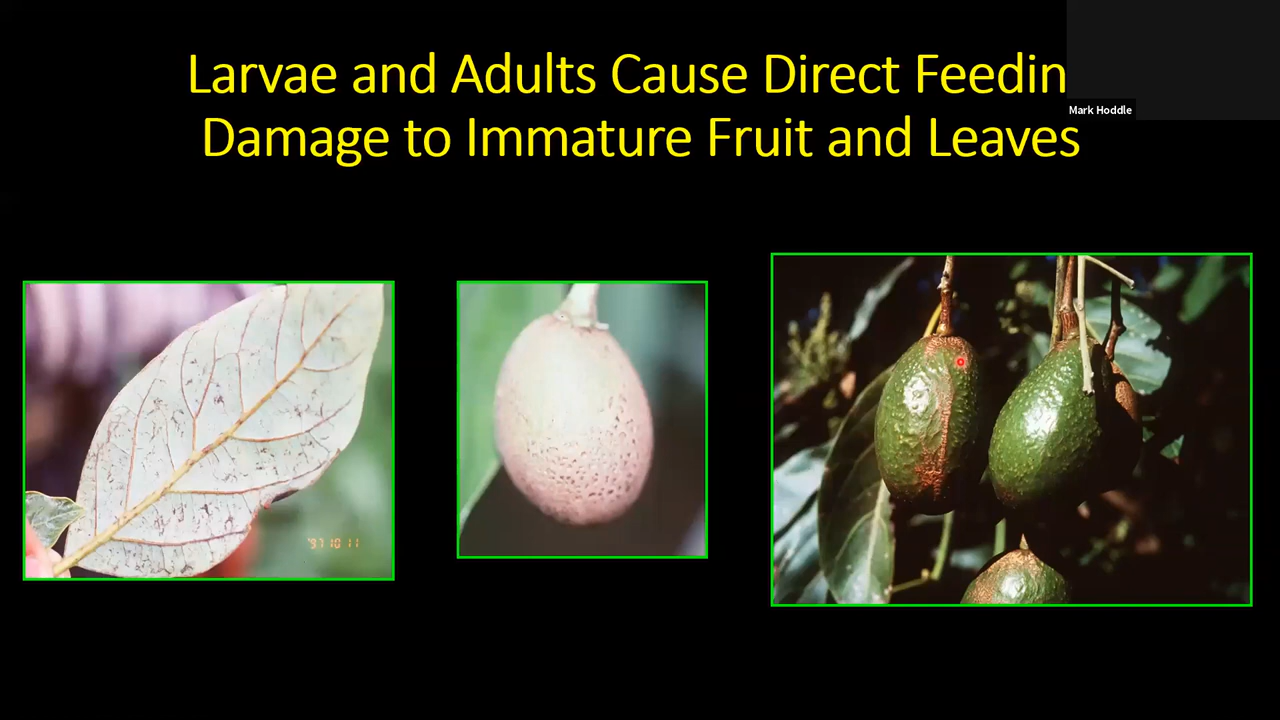 Larvae and Adults Cause Direct Feedin
Mark Hoddle
Damage to Immature Fruit and Leaves
'97 10 11